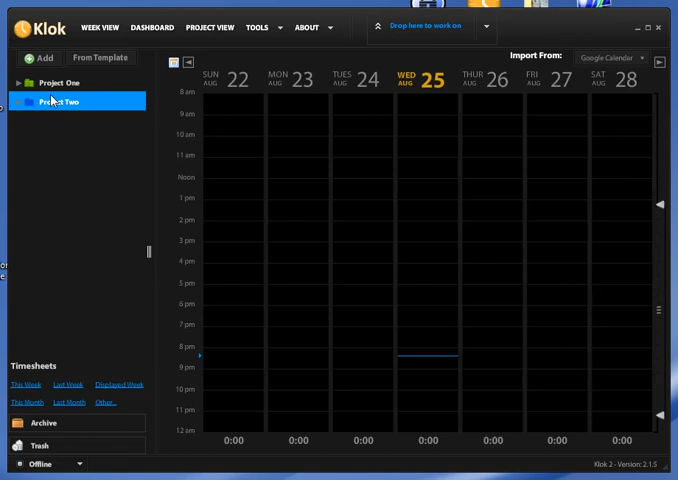 Klok
WEEK VIEW DASHBOARD PROJECT VIEW TOOLS ABOUT
Drop here to work on
Add From Template
Import From: Google Calendar
Project One
Project Two
SUN AUG 22 MON AUG 23 TUES AUG 24 WED AUG 25 THUR AUG 26 FRI AUG 27 SAT AUG 28
8 am
9 am
10 am
11 am
Noon
1 pm
2 pm
3 pm
4 pm
5 pm
6 pm
7 pm
8 pm
9 pm
10 pm
11 pm
12 am
0:00 0:00 0:00 0:00 0:00 0:00 0:00
Timesheets
This Week Last Week Displayed Week
This Month Last Month Other...
Archive
Trash
Offline
Klok 2 - Version: 2.1.5